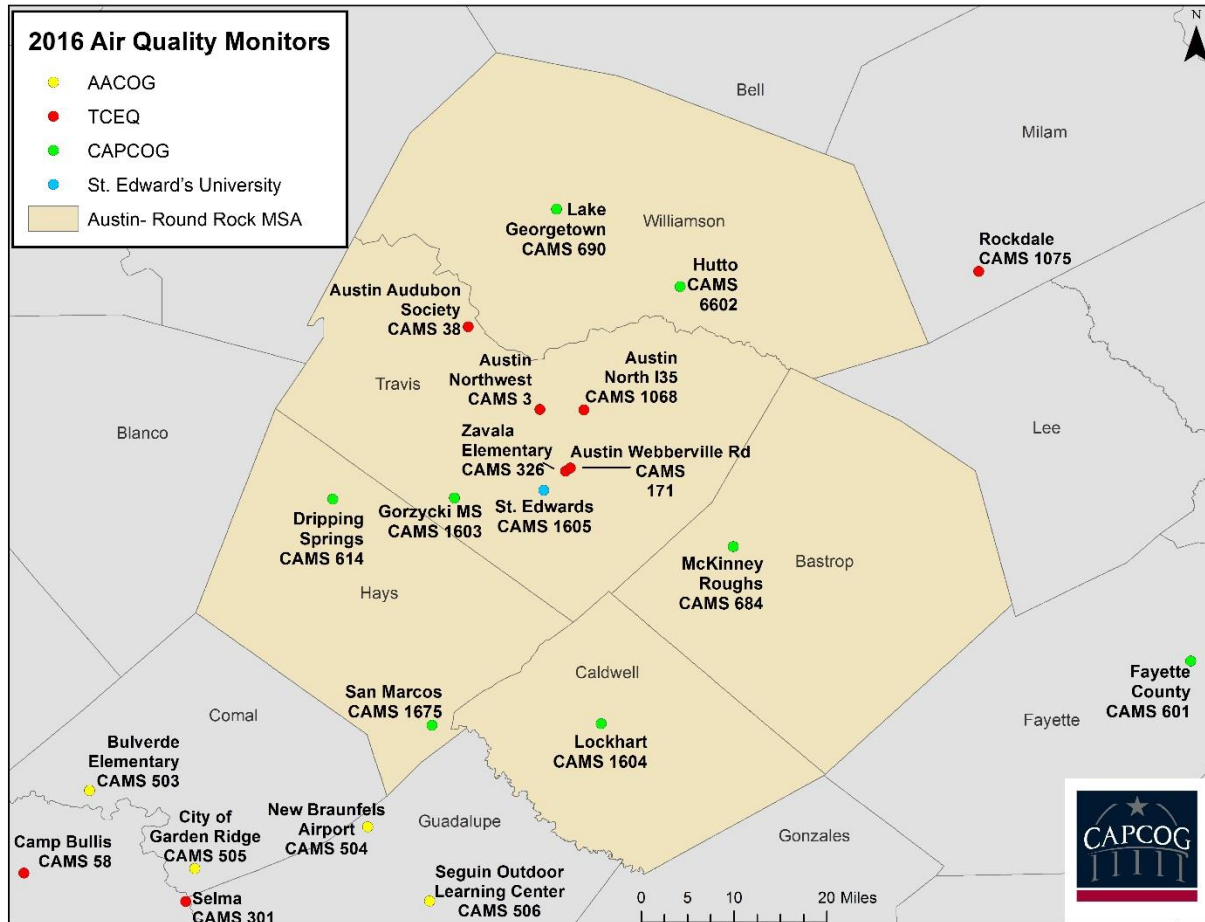 2016 Air Quality Monitors
AACOG
TCEQ
CAPCOG
St. Edward's University
Austin- Round Rock MSA
N
Bell
Milam
Lake
Georgetown
CAMS 690
Williamson
Hutto
CAMS
6602
Rockdale
CAMS 1075
Austin Audubon
Society
CAMS 38
Travis
Austin
Northwest
CAMS 3
Austin
North I35
CAMS 1068
Blanco
Lee
Zavala
Elementary
CAMS 326
Austin Webberville Rd
CAMS
171
Dripping
Springs
CAMS 614
Gorzycki MS
CAMS 1603
St. Edwards
CAMS 1605
McKinney
Roughs
CAMS 684
Bastrop
Hays
Caldwell
San Marcos
CAMS 1675
Lockhart
CAMS 1604
Fayette
County
CAMS 601
Fayette
Comal
Bulverde
Elementary
CAMS 503
City of
Garden Ridge
CAMS 505
New Braunfels
Airport
CAMS 504
Guadalupe
Gonzales
Camp Bullis
CAMS 58
Selma
CAMS 301
Seguin Outdoor
Learning Center
CAMS 506
0 5 10 20 Miles
CAPCOG